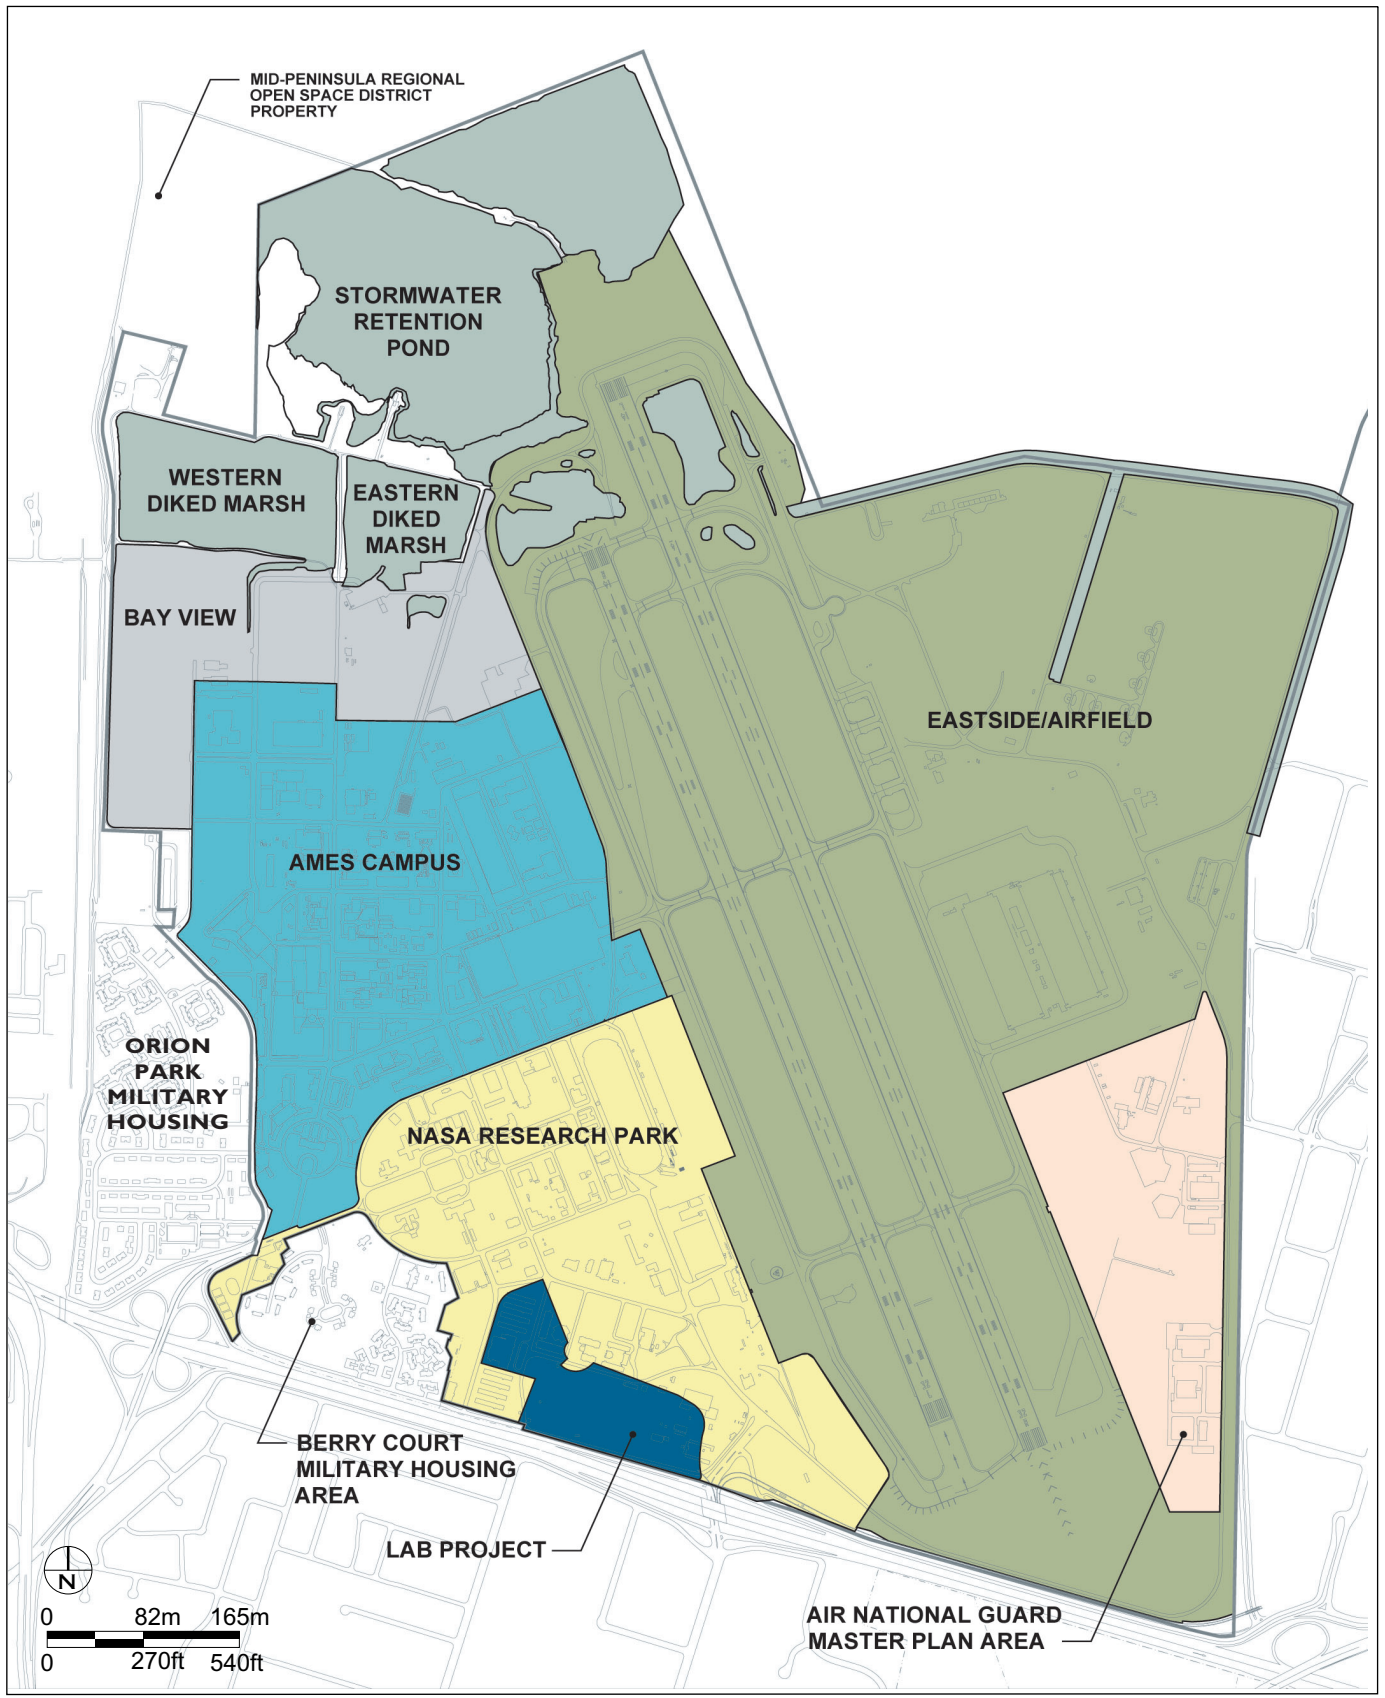 MID-PENINSULA REGIONAL
OPEN SPACE DISTRICT
PROPERTY
STORMWATER
RETENTION
POND
WESTERN
DIKED MARSH
EASTERN
DIKED
MARSH
BAY VIEW
EASTSIDE/AIRFIELD
AMES CAMPUS
ORION
PARK
MILITARY
HOUSING
NASA RESEARCH PARK
BERRY COURT
MILITARY HOUSING
AREA
LAB PROJECT
AIR NATIONAL GUARD
MASTER PLAN AREA
N
0 82m 165m
0 270ft 540ft